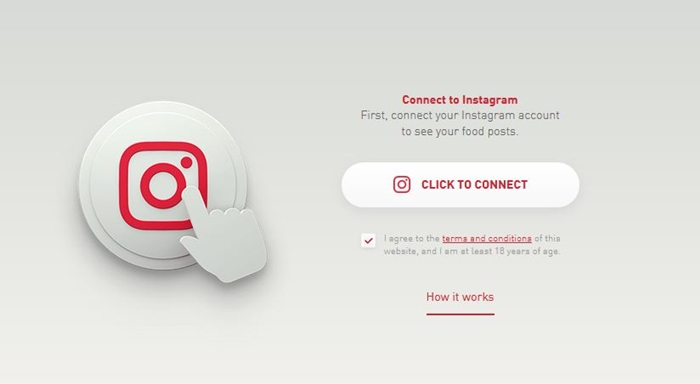 Connect to Instagram
First, connect your Instagram account
to see your food posts.
CLICK TO CONNECT
I agree to the terms and conditions of this
website, and I am at least 18 years of age.
How it works